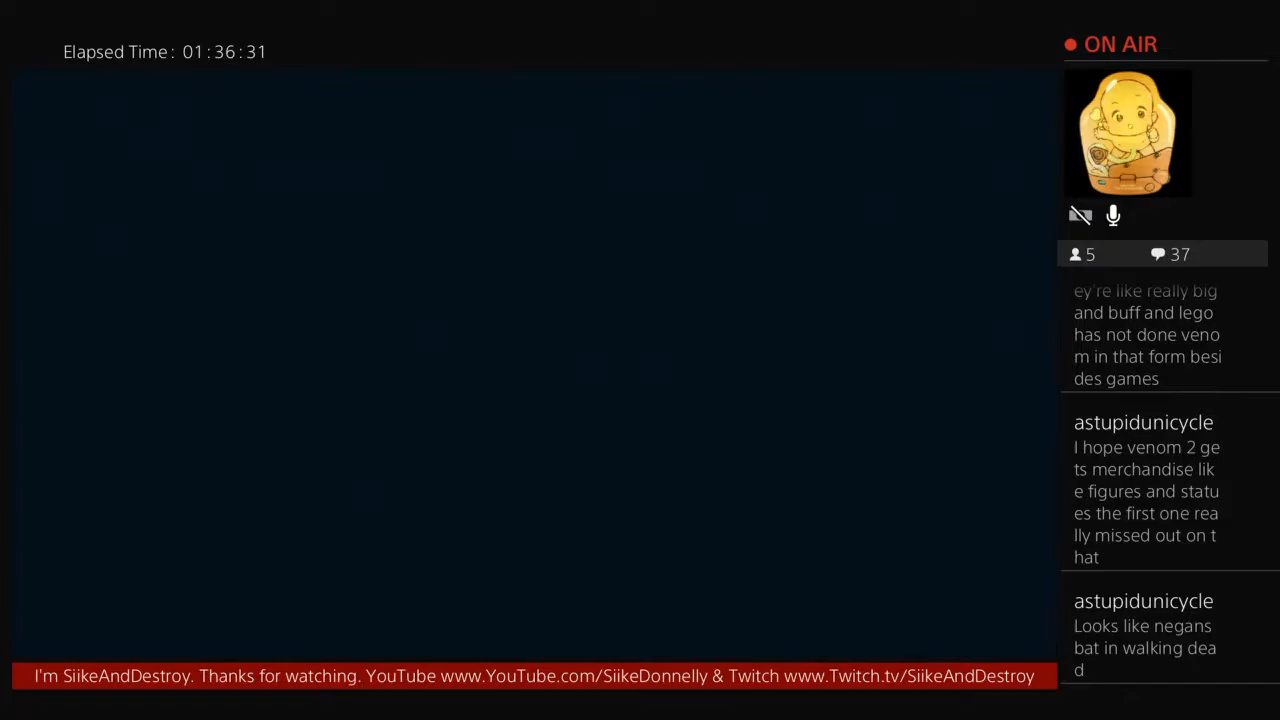 Elapsed Time: 01:36:31
ON AIR
5 37
ey're like really big
and buff and lego
has not done veno
m in that form besi
des games
astupidunicycle
I hope venom 2 ge
ts merchandise lik
e figures and statu
es the first one rea
lly missed out on t
hat
astupidunicycle
Looks like negans
bat in walking dea
d
I'm SiikeAndDestroy. Thanks for watching. YouTube www.YouTube.com/SiikeDonnelly & Twitch www.Twitch.tv/SiikeAndDestroy